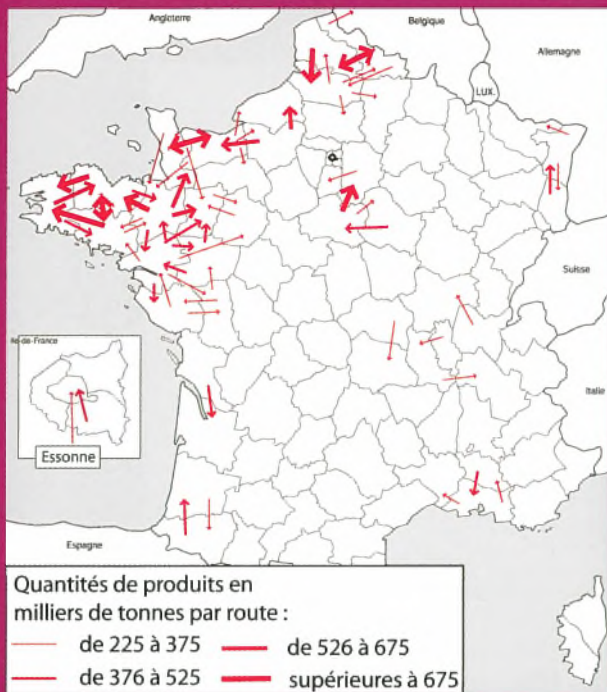 Angleterre
Belgique
Allemagne
LUX.
Suisse
Ile-de-France
Italie
Essonne
Espagne
Quantités de produits en
milliers de tonnes par route :
de 225 à 375
de 526 à 675
de 376 à 525
supérieures à 675